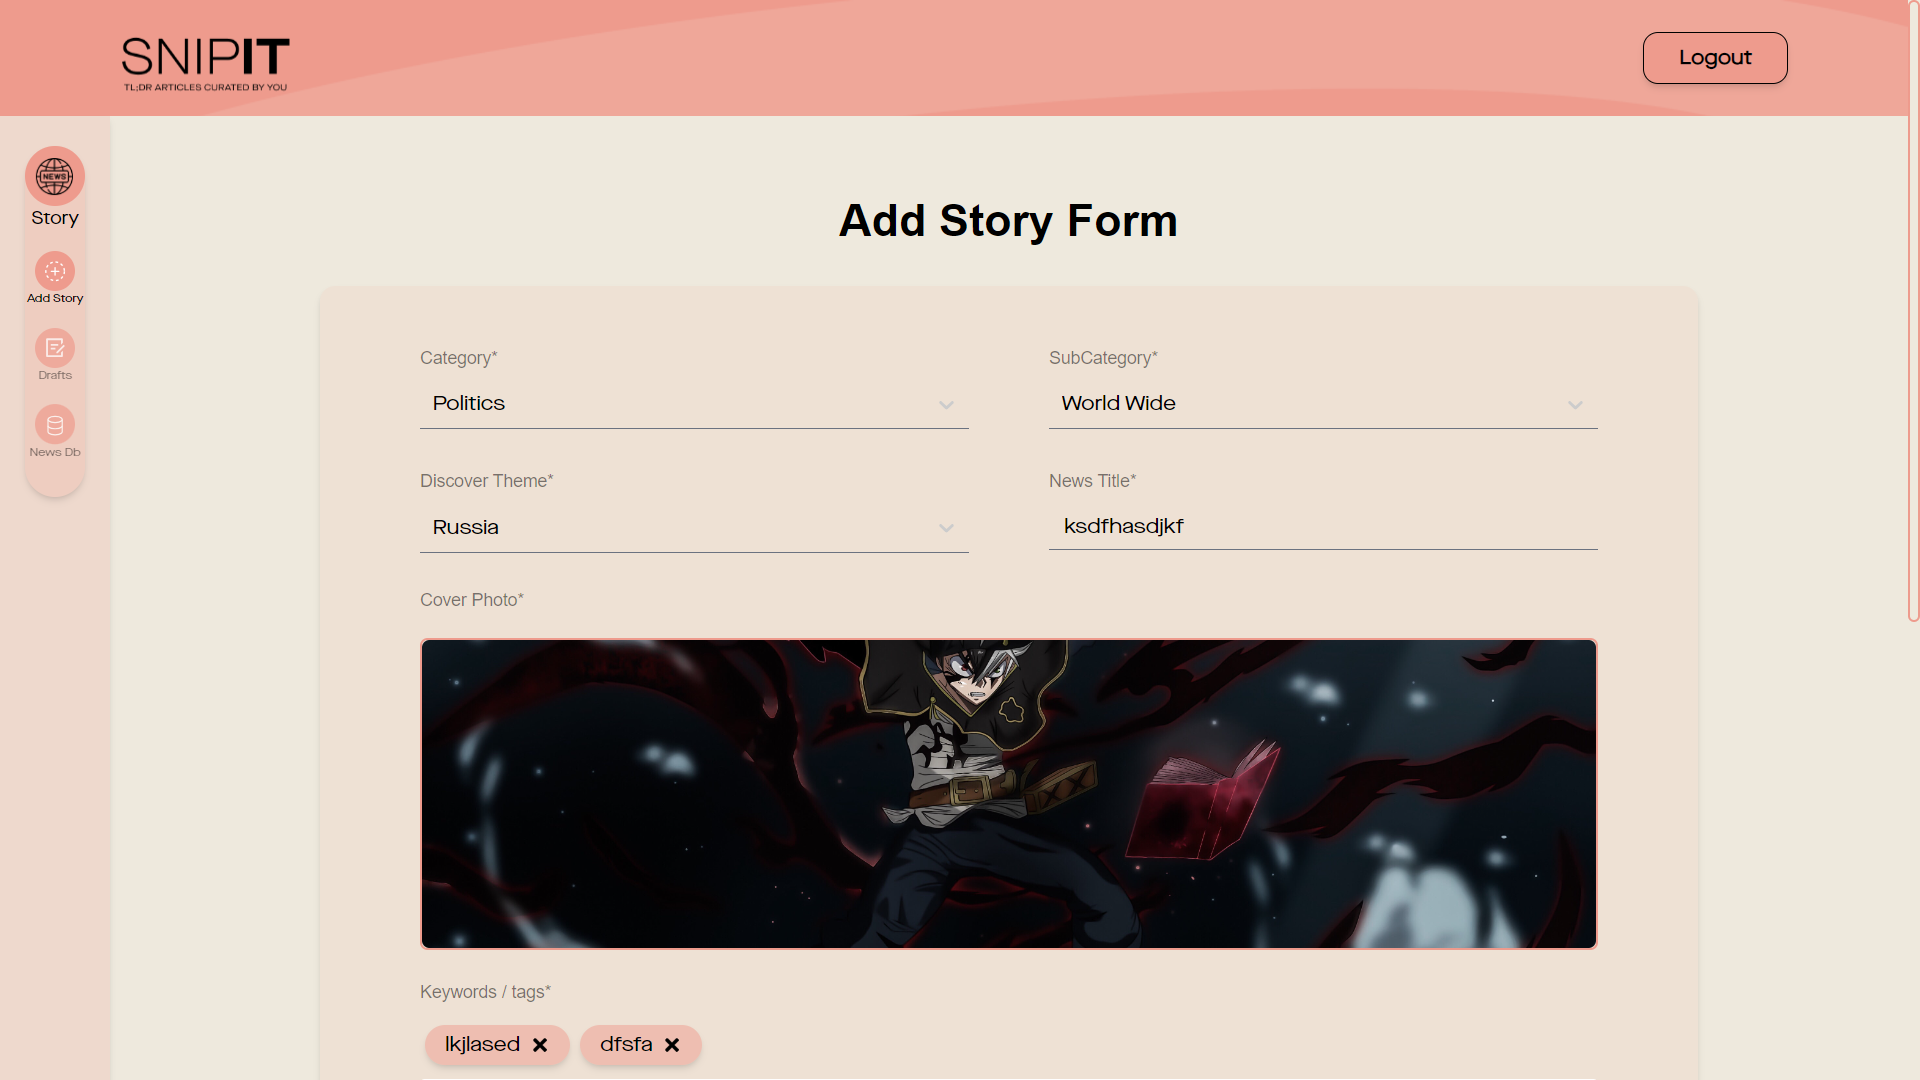 SNIPIT
TL;DR ARTICLES CURATED BY YOU
Logout
NEWS
Story
Add Story
Drafts
News Db
Add Story Form
Category*
SubCategory*
Politics
World Wide
Discover Theme*
News Title*
Russia
ksdfhasdjkf
Cover Photo*
Keywords / tags*
lkjlased
dfsfa